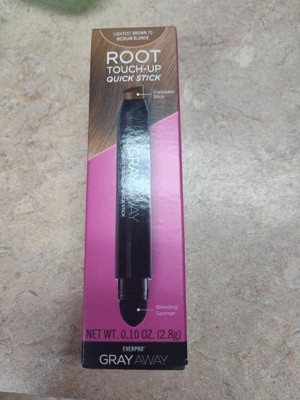 LIGHTEST BROWN TO
MEDIUM BLONDE
ROOT
TOUCH-UP
QUICK STICK
Concealer
Stick
GRAY AWAY
Blending
Sponge
NET WT. 0.10 OZ. (2.8g)
EVERPRO
GRAY AWAY